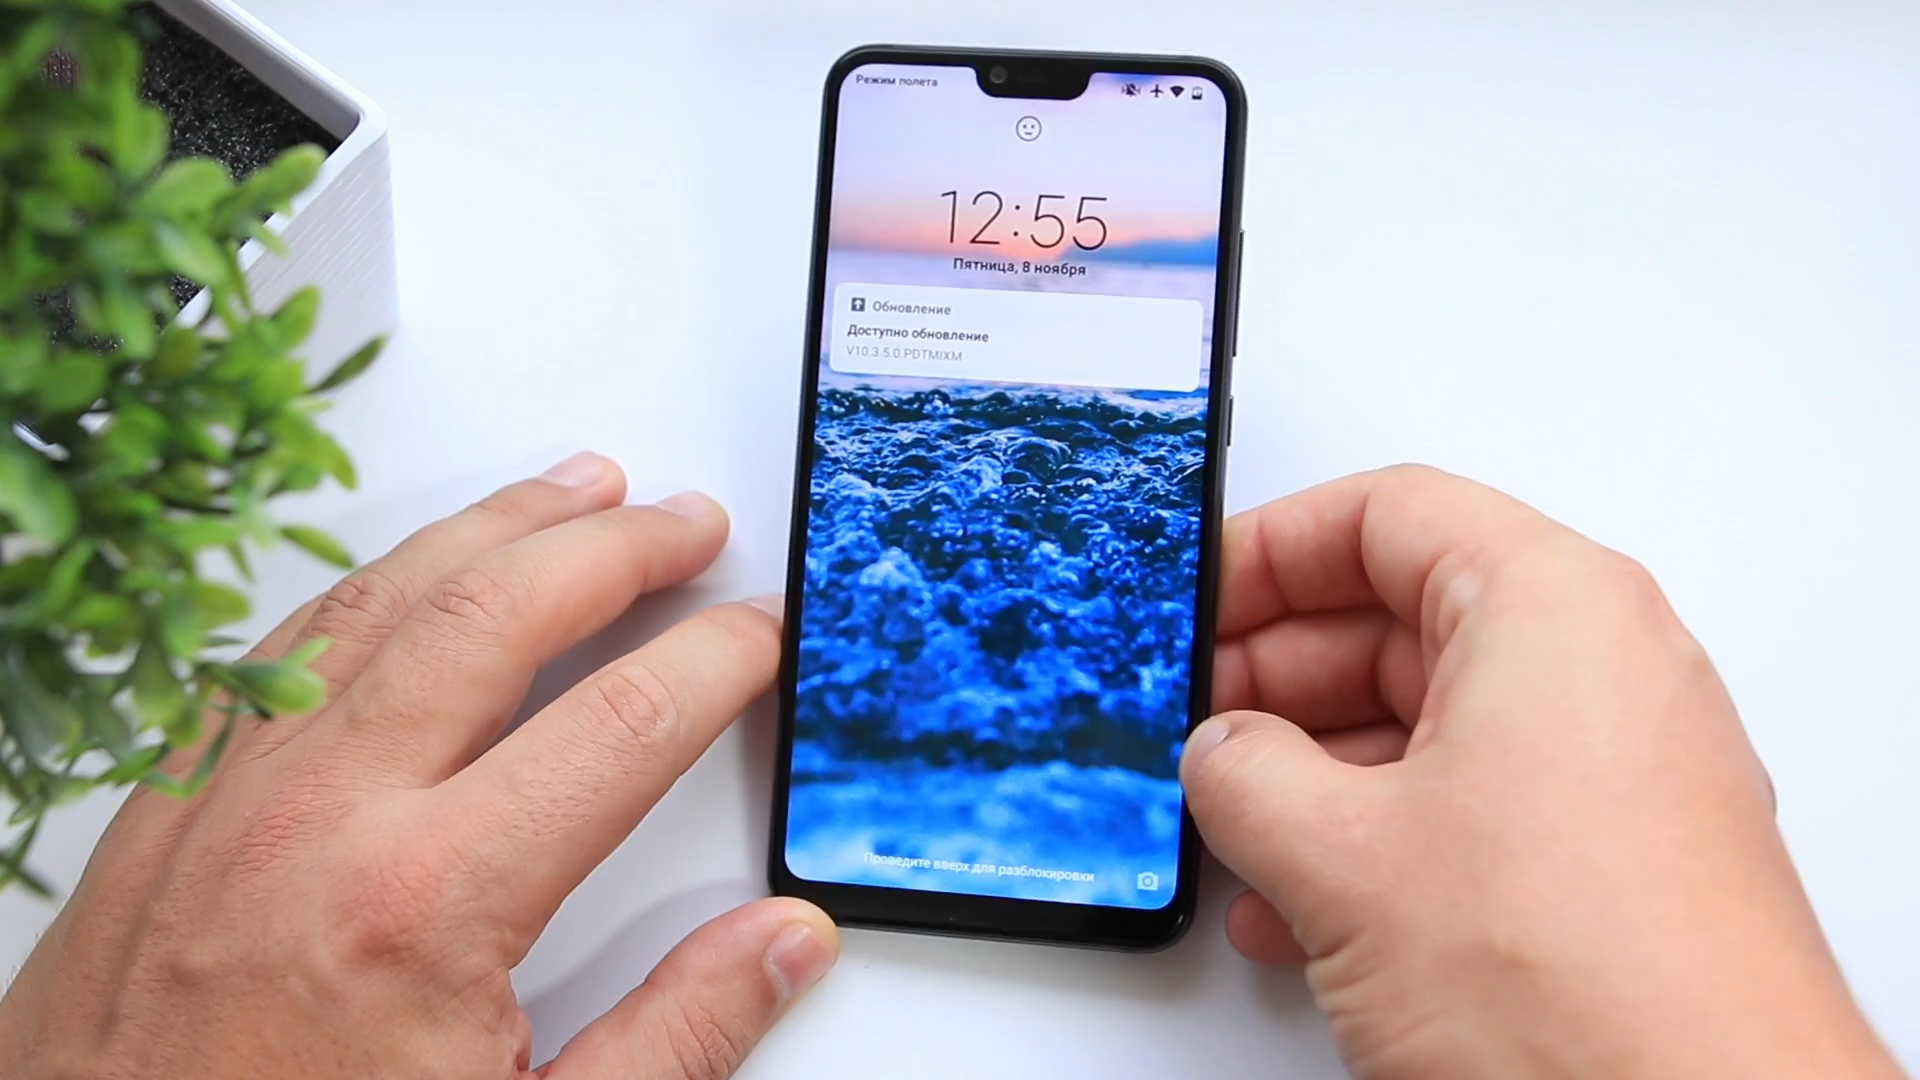 Режим полета
12:55
Пятница, 8 ноября
Обновление
Доступно обновление
V10.3.5.0.PDTMIXM
Проведите вверх для разблокировки